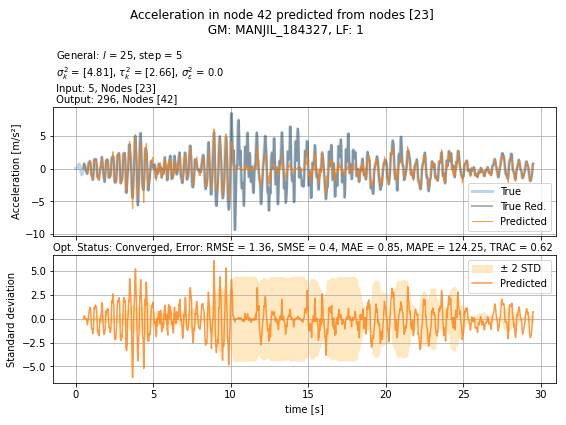 Acceleration in node 42 predicted from nodes [23]
GM: MANJIL_184327, LF: 1
General: l = 25, step = 5
σ_k^2 = [4.81], τ_k^2 = [2.66], σ_ε^2 = 0.0
Input: 5, Nodes [23]
Output: 296, Nodes [42]
Acceleration [m/s²]
5
0
−5
−10
True
True Red.
Predicted
Opt. Status: Converged, Error: RMSE = 1.36, SMSE = 0.4, MAE = 0.85, MAPE = 124.25, TRAC = 0.62
Standard deviation
5.0
2.5
0.0
−2.5
−5.0
± 2 STD
Predicted
0 5 10 15 20 25 30
time [s]